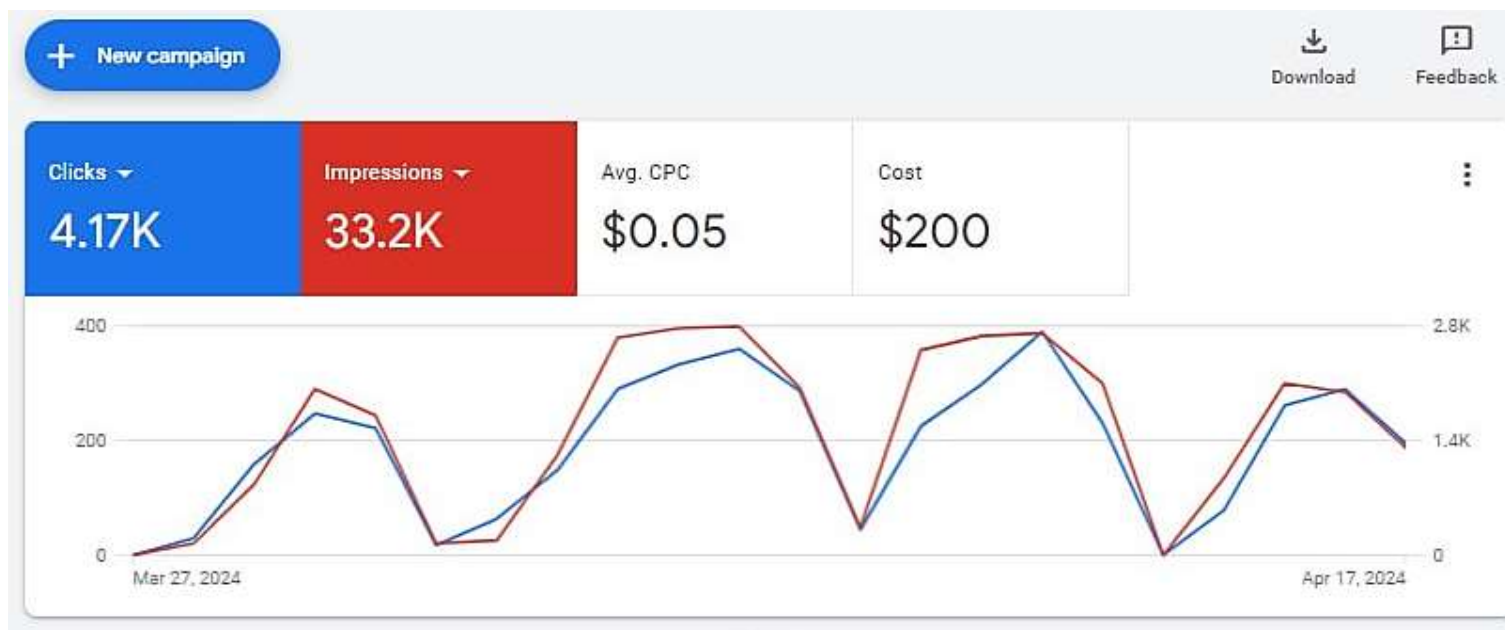 New campaign
Download
Feedback
Clicks
Impressions
Avg. CPC
Cost
4.17K
33.2K
$0.05
$200
400
2.8K
200
1.4K
0
0
Mar 27, 2024
Apr 17, 2024